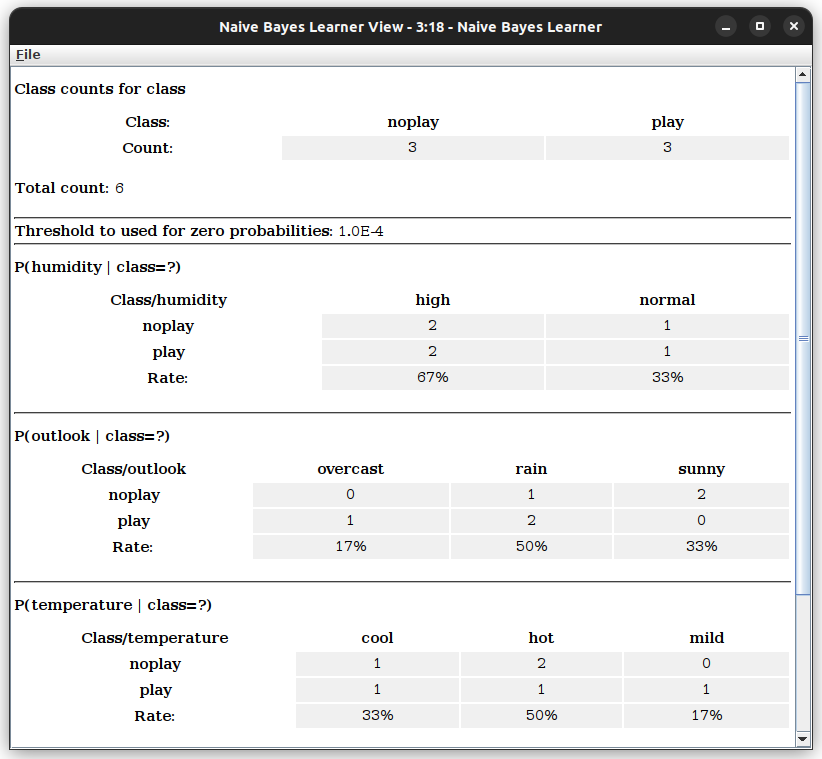 Naive Bayes Learner View - 3:18 - Naive Bayes Learner
File
Class counts for class
Class: noplay play
Count: 3 3
Total count: 6
Threshold to used for zero probabilities: 1.0E-4
P(humidity | class=?)
Class/humidity high normal
noplay 2 1
play 2 1
Rate: 67% 33%
P(outlook | class=?)
Class/outlook overcast rain sunny
noplay 0 1 2
play 1 2 0
Rate: 17% 50% 33%
P(temperature | class=?)
Class/temperature cool hot mild
noplay 1 2 0
play 1 1 1
Rate: 33% 50% 17%